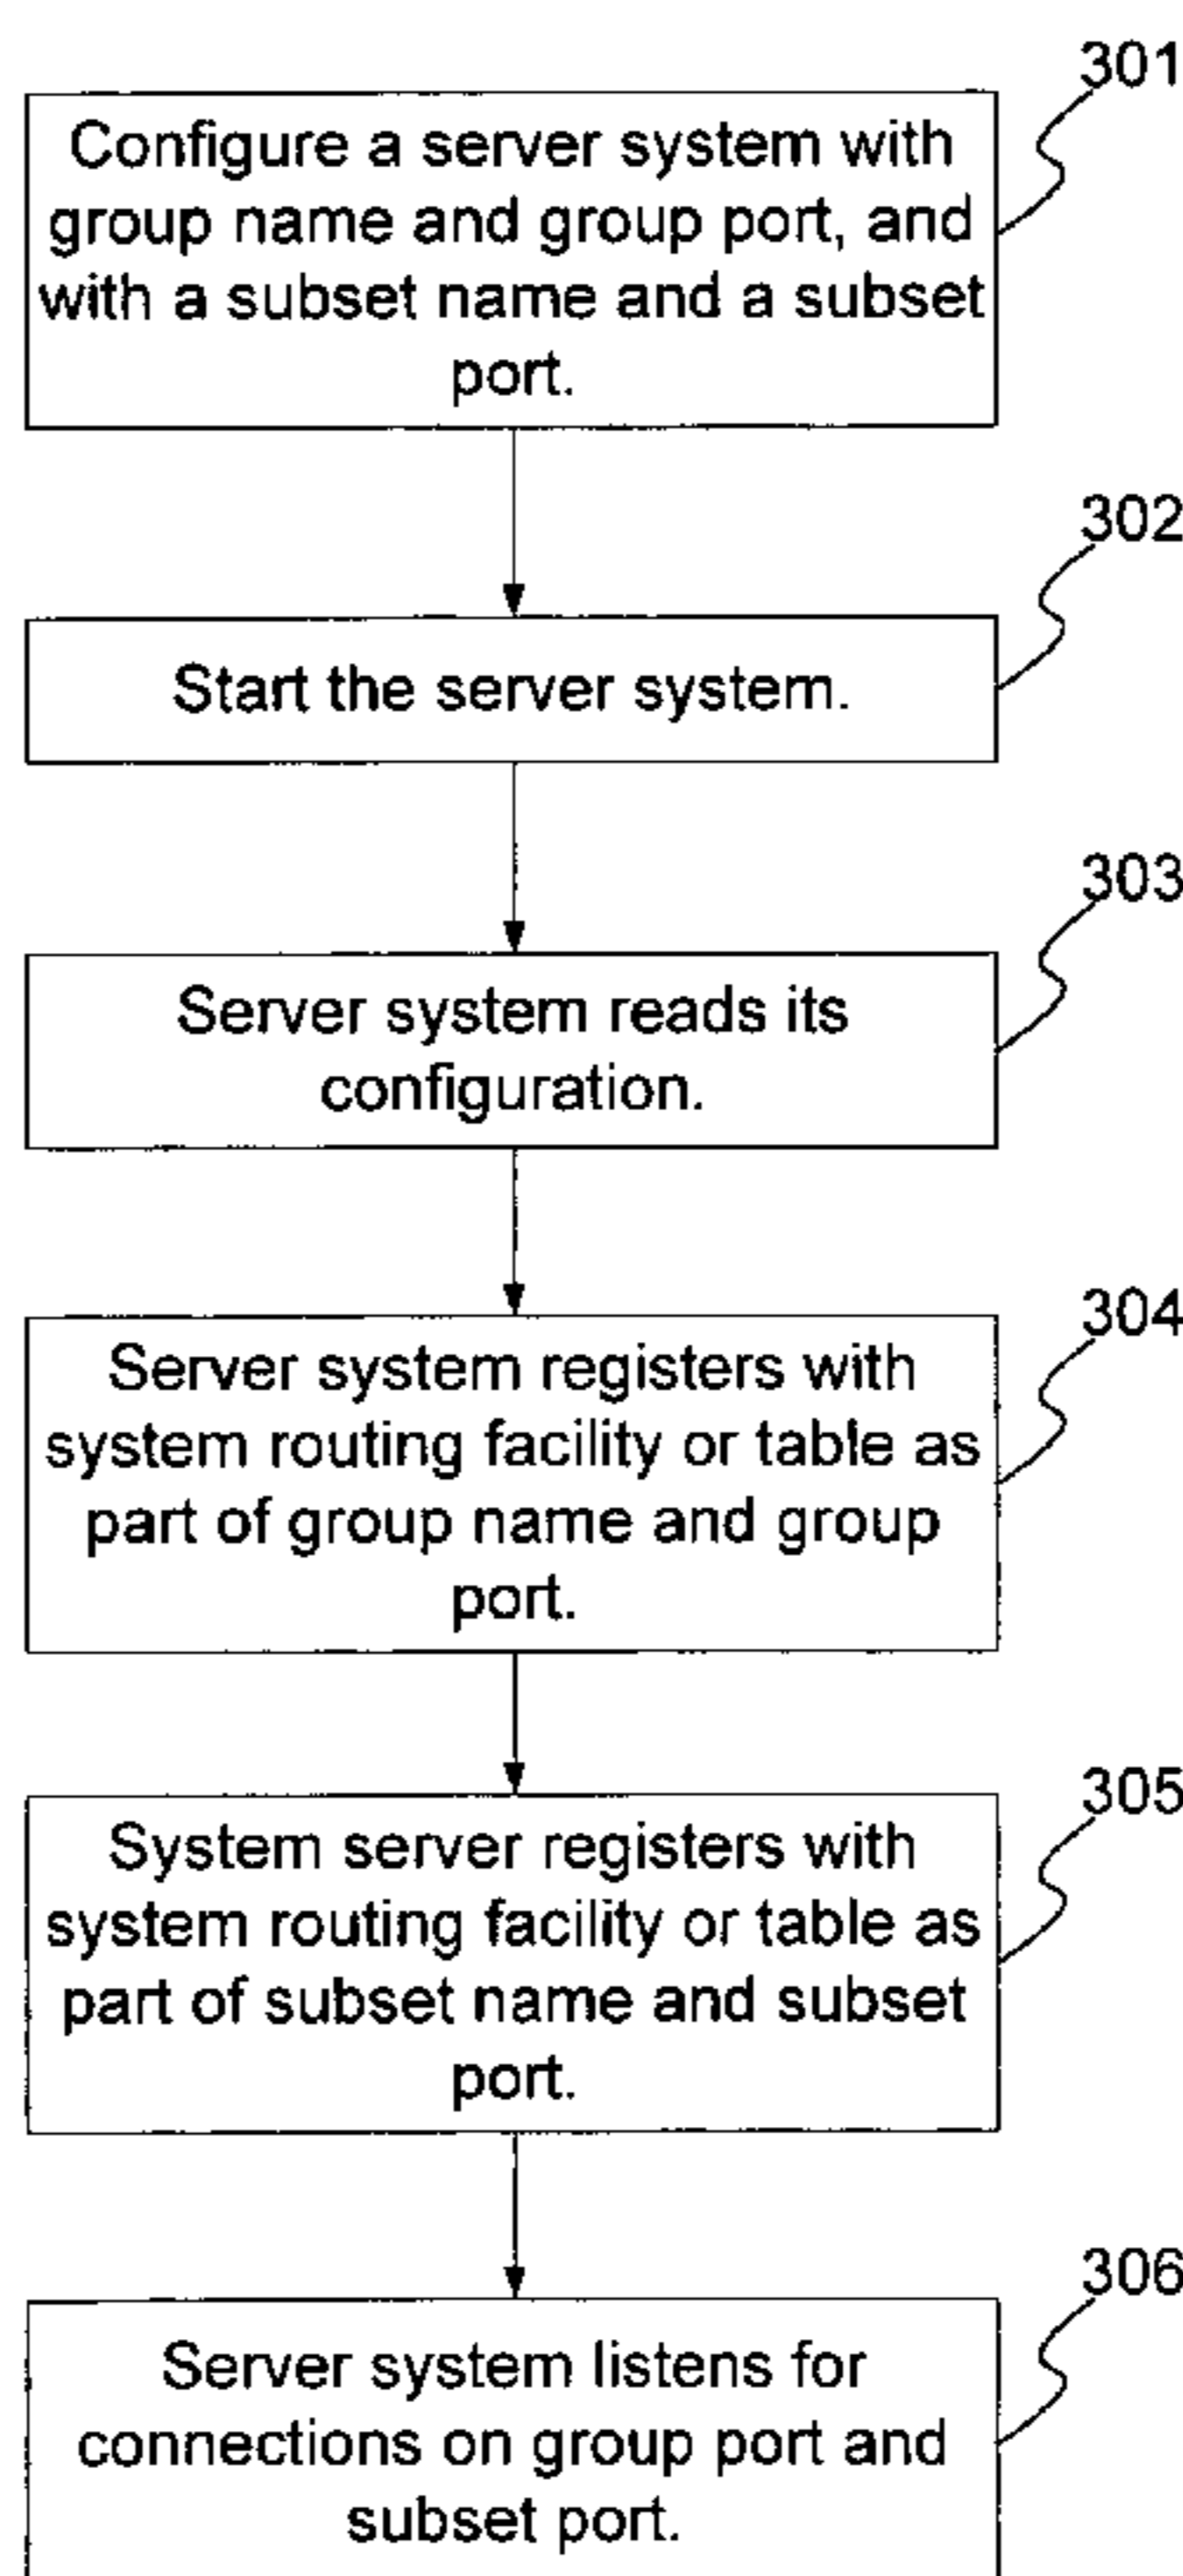 301
Configure a server system with
group name and group port, and
with a subset name and a subset
port.
302
Start the server system.
303
Server system reads its
configuration.
304
Server system registers with
system routing facility or table as
part of group name and group
port.
305
System server registers with
system routing facility or table as
part of subset name and subset
port.
306
Server system listens for
connections on group port and
subset port.